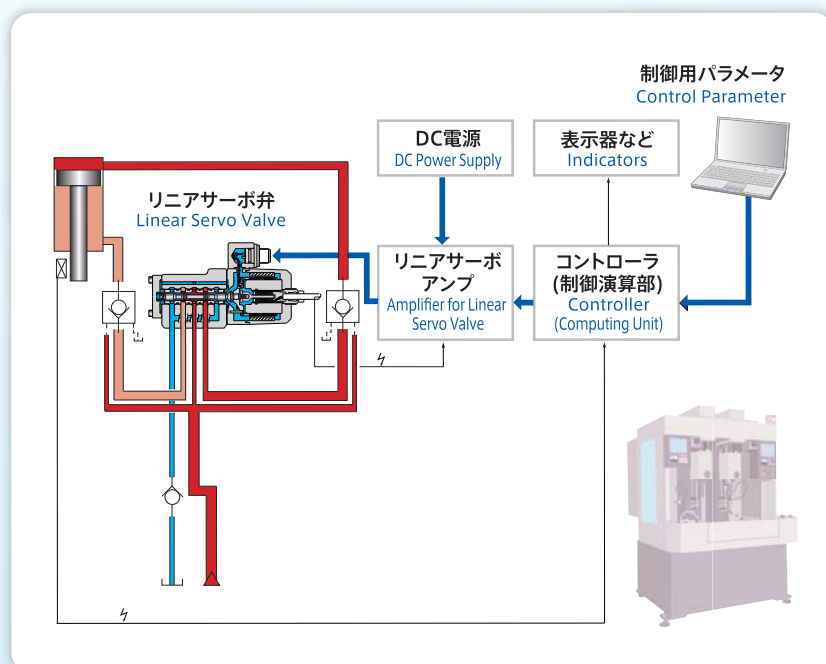 制御用パラメータ
Control Parameter
DC電源
DC Power Supply
表示器など
Indicators
リニアサーボ弁
Linear Servo Valve
リニアサーボ
アンプ
Amplifier for Linear
Servo Valve
コントローラ
(制御演算部)
Controller
(Computing Unit)